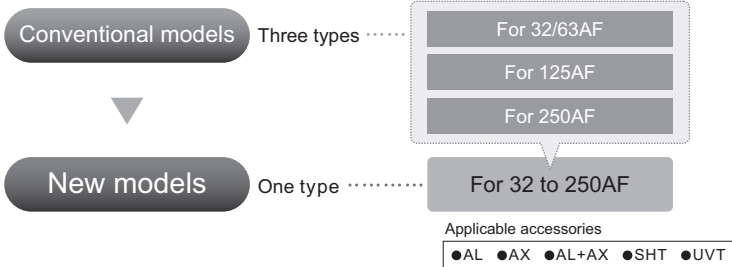 Conventional models Three types ······ For 32/63AF
For 125AF
For 250AF
New models One type ··········· For 32 to 250AF
Applicable accessories
●AL ●AX ●AL+AX ●SHT ●UVT